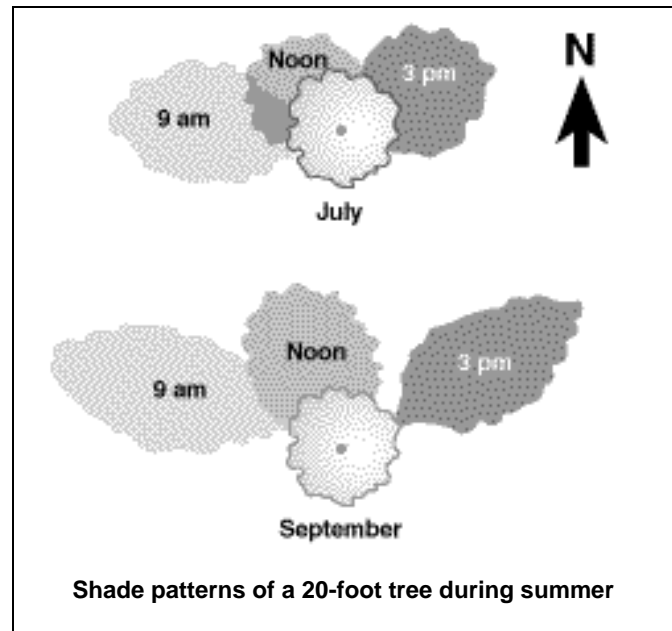 Noon
3 pm
N
9 am
July
Noon
3 pm
9 am
September
Shade patterns of a 20-foot tree during summer